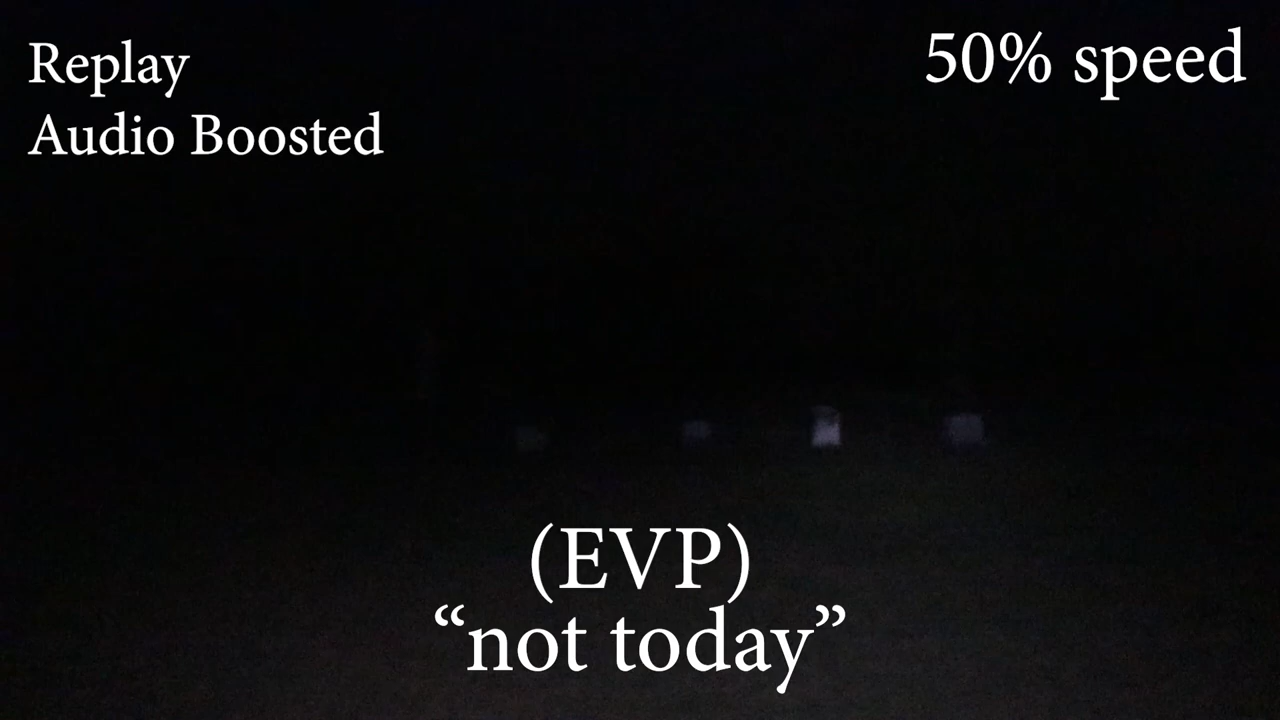 Replay
Audio Boosted
50% speed
(EVP)
“not today”